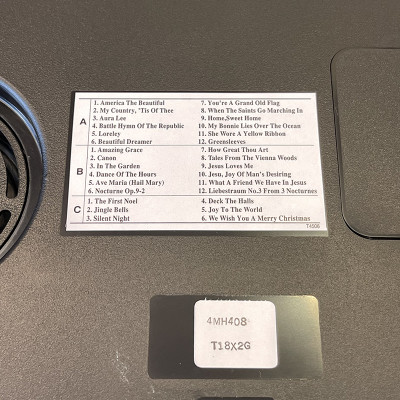 A
1. America The Beautiful
2. My Country, 'Tis Of Thee
3. Aura Lee
4. Battle Hymn Of The Republic
5. Loreley
6. Beautiful Dreamer
7. You're A Grand Old Flag
8. When The Saints Go Marching In
9. Home,Sweet Home
10. My Bonnie Lies Over The Ocean
11. She Wore A Yellow Ribbon
12. Greensleeves
B
1. Amazing Grace
2. Canon
3. In The Garden
4. Dance Of The Hours
5. Ave Maria (Hail Mary)
6. Nocturne Op.9-2
7. How Great Thou Art
8. Tales From The Vienna Woods
9. Jesus Loves Me
10. Jesu, Joy Of Man's Desiring
11. What A Friend We Have In Jesus
12. Liebestraum No.3 From 3 Nocturnes
C
1. The First Noel
2. Jingle Bells
3. Silent Night
4. Deck The Halls
5. Joy To The World
6. We Wish You A Merry Christmas
T4008
4MH408
T18X2G